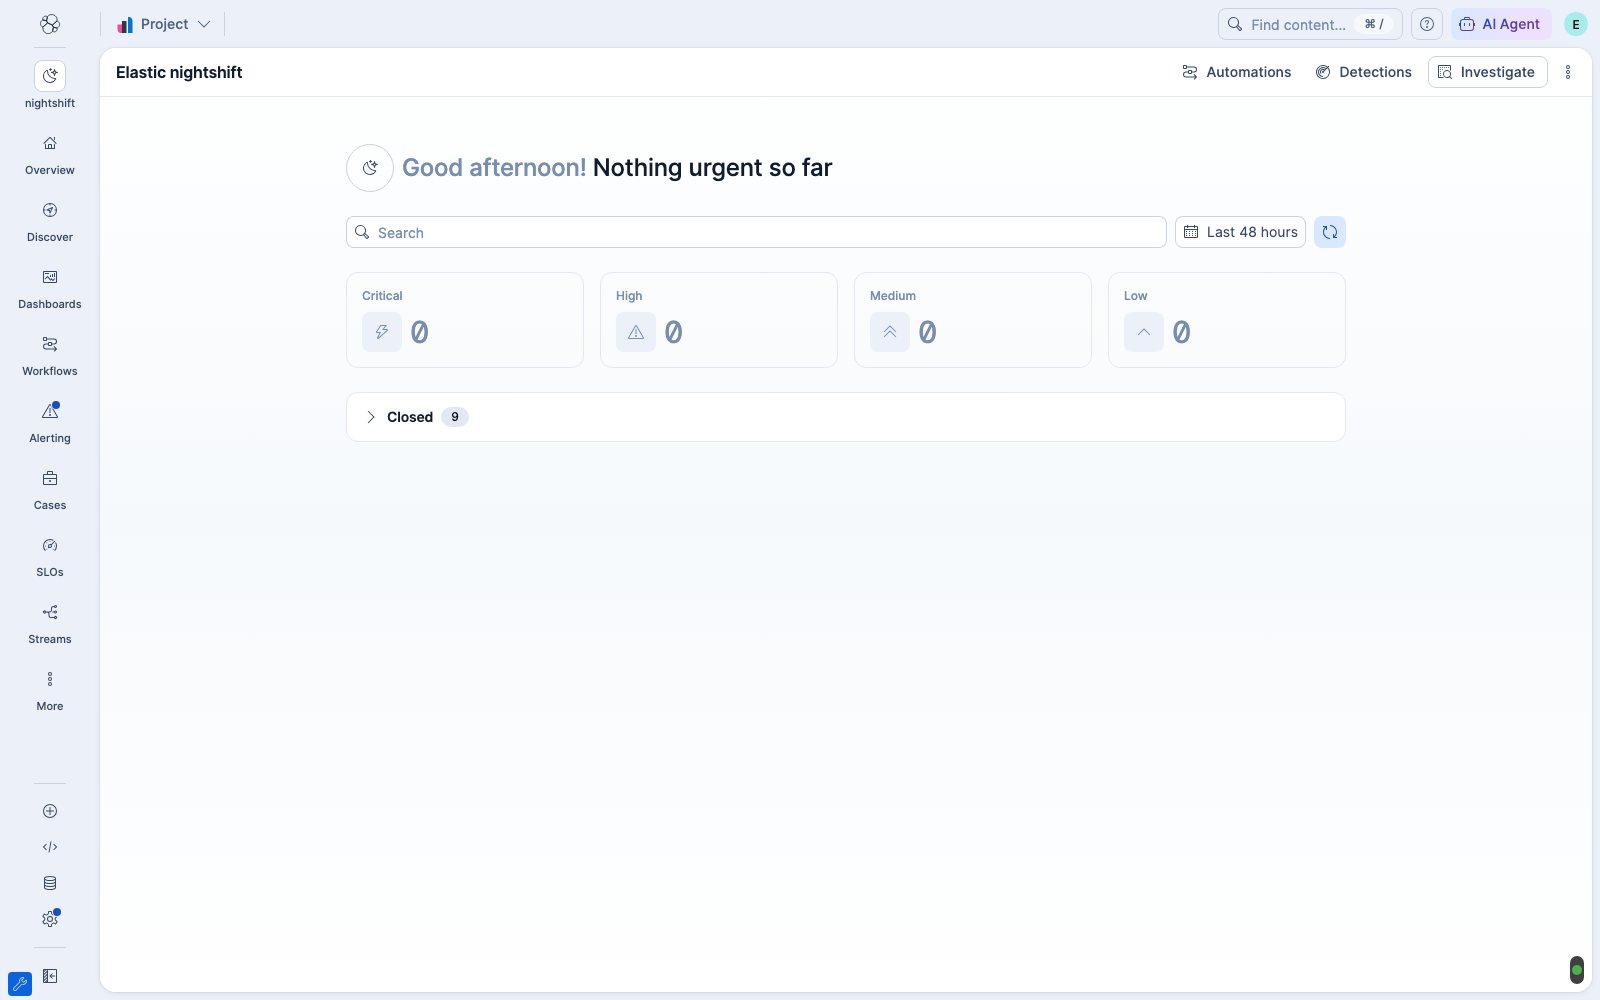 Project
Find content...
⌘ /
AI Agent
E
nightshift
Overview
Discover
Dashboards
Workflows
Alerting
Cases
SLOs
Streams
More
Elastic nightshift
Automations
Detections
Investigate
Good afternoon! Nothing urgent so far
Search
Last 48 hours
Critical
0
High
0
Medium
0
Low
0
Closed 9